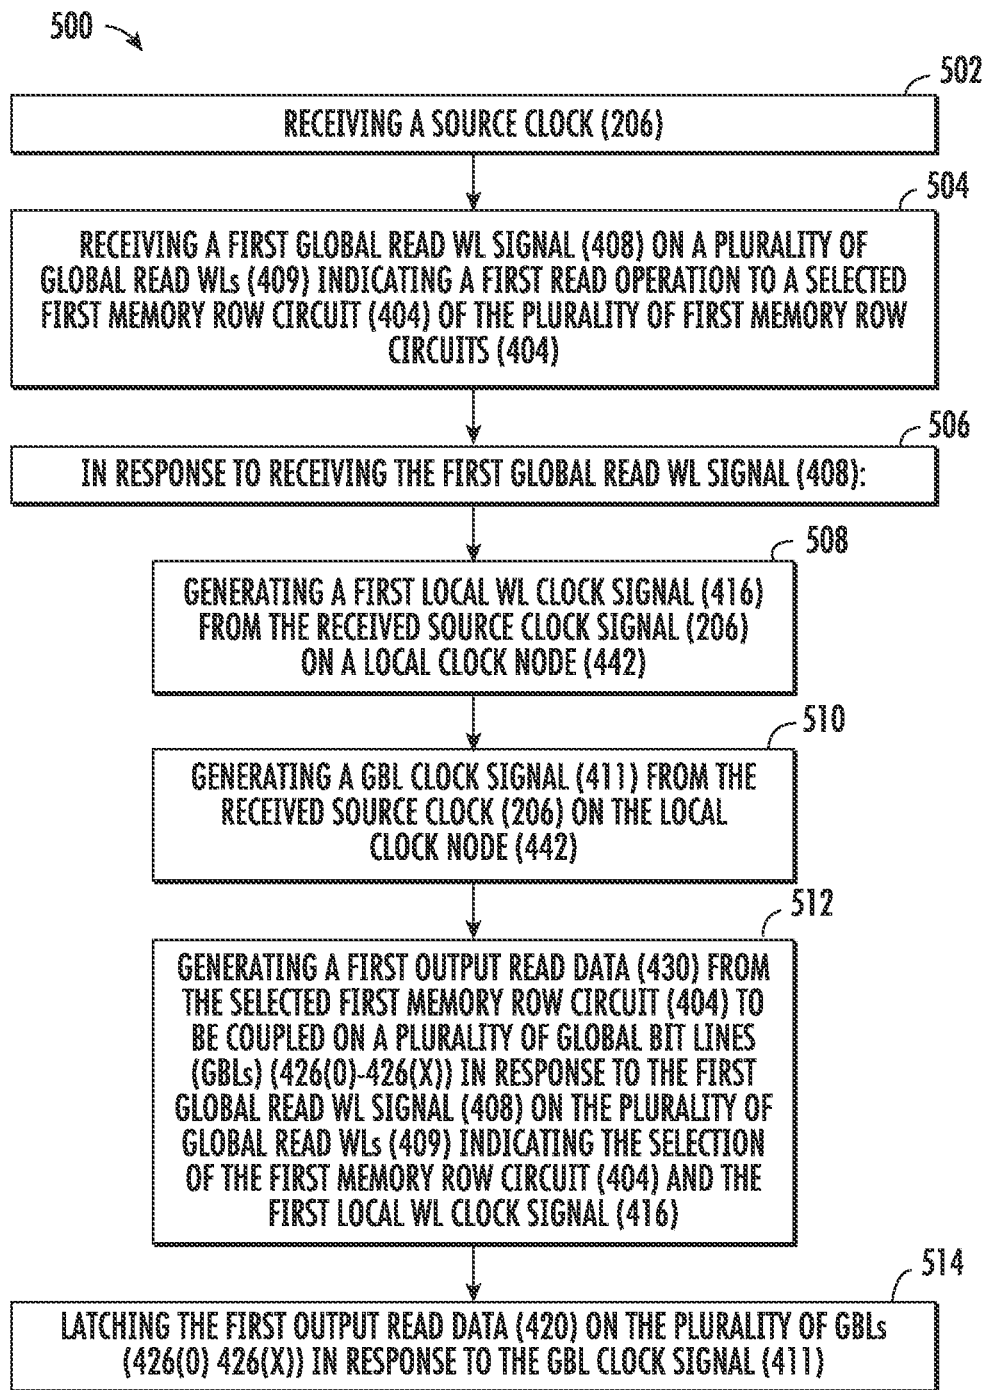 500
502
RECEIVING A SOURCE CLOCK (206)
504
RECEIVING A FIRST GLOBAL READ WL SIGNAL (408) ON A PLURALITY OF
GLOBAL READ WLs (409) INDICATING A FIRST READ OPERATION TO A SELECTED
FIRST MEMORY ROW CIRCUIT (404) OF THE PLURALITY OF FIRST MEMORY ROW
CIRCUITS (404)
506
IN RESPONSE TO RECEIVING THE FIRST GLOBAL READ WL SIGNAL (408):
508
GENERATING A FIRST LOCAL WL CLOCK SIGNAL (416)
FROM THE RECEIVED SOURCE CLOCK SIGNAL (206)
ON A LOCAL CLOCK NODE (442)
510
GENERATING A GBL CLOCK SIGNAL (411) FROM THE
RECEIVED SOURCE CLOCK (206) ON THE LOCAL
CLOCK NODE (442)
512
GENERATING A FIRST OUTPUT READ DATA (430) FROM
THE SELECTED FIRST MEMORY ROW CIRCUIT (404) TO
BE COUPLED ON A PLURALITY OF GLOBAL BIT LINES
(GBLs) (426(0)-426(X)) IN RESPONSE TO THE FIRST
GLOBAL READ WL SIGNAL (408) ON THE PLURALITY OF
GLOBAL READ WLs (409) INDICATING THE SELECTION
OF THE FIRST MEMORY ROW CIRCUIT (404) AND THE
FIRST LOCAL WL CLOCK SIGNAL (416)
514
LATCHING THE FIRST OUTPUT READ DATA (420) ON THE PLURALITY OF GBLs
(426(0) 426(X)) IN RESPONSE TO THE GBL CLOCK SIGNAL (411)